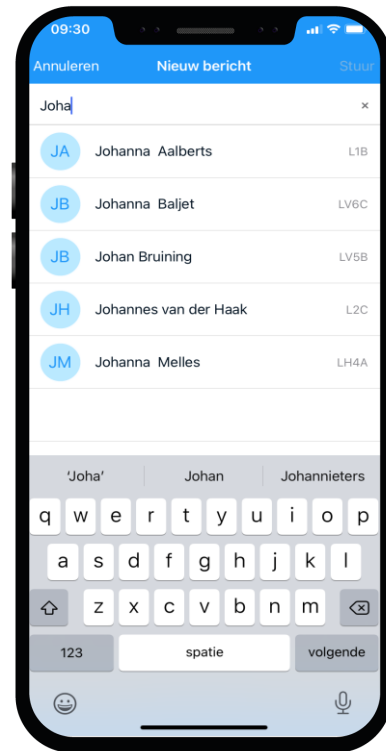 09:30
Annuleren Nieuw bericht Stuur
Joha ×
JA Johanna Aalberts L1B
JB Johanna Baljet LV6C
JB Johan Bruining LV5B
JH Johannes van der Haak L2C
JM Johanna Melles LH4A
'Joha' Johan Johannieters
q w e r t y u i o p
a s d f g h j k l
z x c v b n m
123 spatie volgende